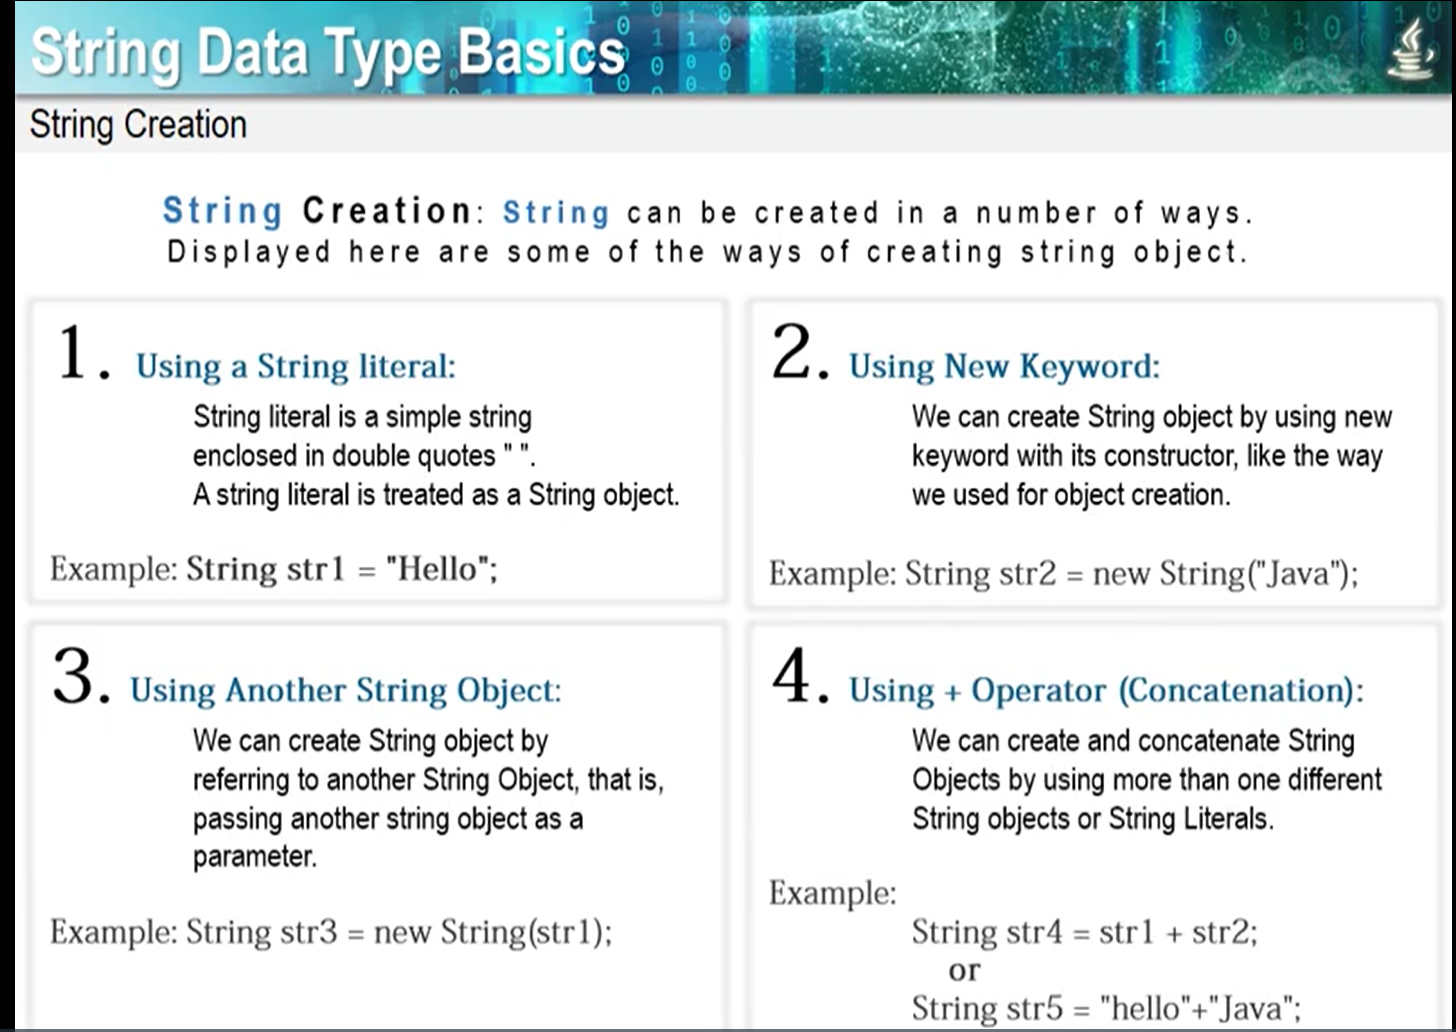 String Data Type Basics
String Creation
String Creation: String can be created in a number of ways.
Displayed here are some of the ways of creating string object.
1. Using a String literal:
String literal is a simple string
enclosed in double quotes " ".
A string literal is treated as a String object.
Example: String str1 = "Hello";
2. Using New Keyword:
We can create String object by using new
keyword with its constructor, like the way
we used for object creation.
Example: String str2 = new String("Java");
3. Using Another String Object:
We can create String object by
referring to another String Object, that is,
passing another string object as a
parameter.
Example: String str3 = new String(str1);
4. Using + Operator (Concatenation):
We can create and concatenate String
Objects by using more than one different
String objects or String Literals.
Example:
String str4 = str1 + str2;
or
String str5 = "hello"+"Java";